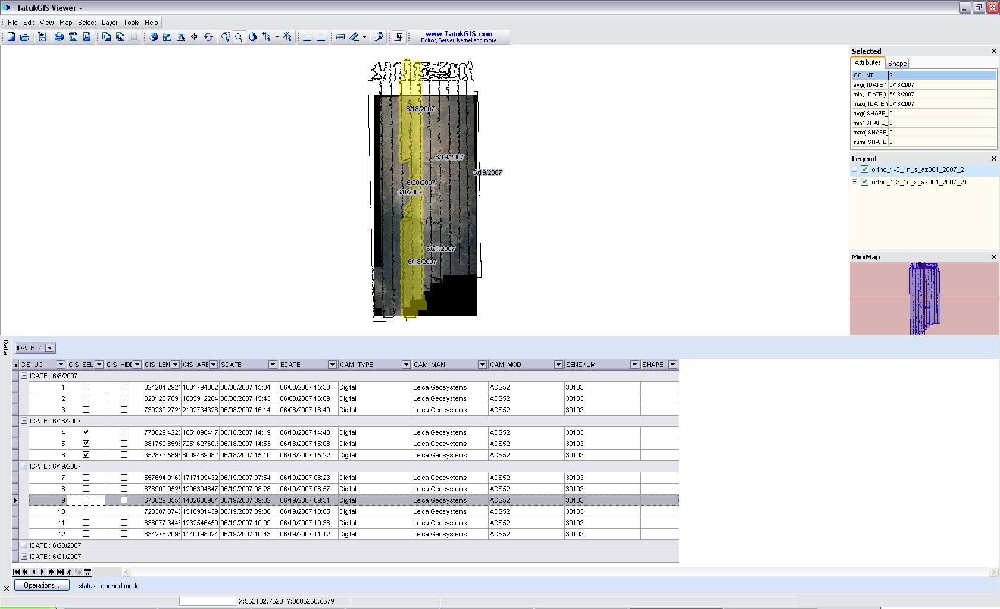 TatukGIS Viewer -
File Edit View Map Select Layer Tools Help
www.TatukGIS.com
Editor, Server, Kernel and more
6/18/2007
6/19/2007
6/19/2007
6/20/2007
6/8/2007
6/21/2007
6/18/2007
Selected
Attributes Shape
COUNT 3
avg( IDATE ) 6/18/2007
min( IDATE ) 6/18/2007
max( IDATE ) 6/18/2007
avg( SHAPE_ 0
min( SHAPE_ 0
max( SHAPE_ 0
sum( SHAPE_ 0
Legend
ortho_1-3_1n_s_az001_2007_2
ortho_1-3_1n_s_az001_2007_21
MiniMap
Data
IDATE
GIS_UID GIS_SEL GIS_HIDI GIS_LEN GIS_ARE SDATE EDATE CAM_TYPE CAM_MAN CAM_MOD SENSNUM SHAPE_
IDATE : 6/8/2007
1 824204.292 1831794862 06/08/2007 15:04 06/08/2007 15:38 Digital Leica Geosystems ADS52 30103
2 820125.709 1835912284 06/08/2007 15:43 06/08/2007 16:09 Digital Leica Geosystems ADS52 30103
3 739230.272 2102734328 06/08/2007 16:14 06/08/2007 16:49 Digital Leica Geosystems ADS52 30103
IDATE : 6/18/2007
4 773629.422 1651096417 06/18/2007 14:19 06/18/2007 14:48 Digital Leica Geosystems ADS52 30103
5 381752.859 725162760. 06/18/2007 14:53 06/18/2007 15:08 Digital Leica Geosystems ADS52 30103
6 352873.589 600948908. 06/18/2007 15:10 06/18/2007 15:22 Digital Leica Geosystems ADS52 30103
IDATE : 6/19/2007
7 557694.916 1717109432 06/19/2007 07:54 06/19/2007 08:23 Digital Leica Geosystems ADS52 30103
8 676909.952 1296304647 06/19/2007 08:28 06/19/2007 08:57 Digital Leica Geosystems ADS52 30103
9 676629.055 1432680984 06/19/2007 09:02 06/19/2007 09:31 Digital Leica Geosystems ADS52 30103
10 720307.374 1518901439 06/19/2007 09:36 06/19/2007 10:05 Digital Leica Geosystems ADS52 30103
11 636077.344 1232546450 06/19/2007 10:09 06/19/2007 10:38 Digital Leica Geosystems ADS52 30103
12 634278.209 1140198024 06/19/2007 10:43 06/19/2007 11:12 Digital Leica Geosystems ADS52 30103
IDATE : 6/20/2007
IDATE : 6/21/2007
Operations... status : cached mode
X:552132.7520 Y:3685250.6579